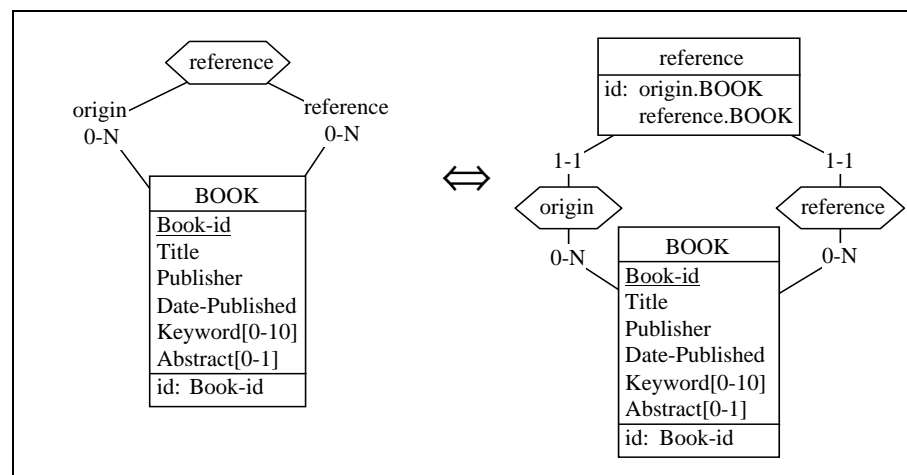 reference
origin
0-N
reference
0-N
BOOK
Book-id
Title
Publisher
Date-Published
Keyword[0-10]
Abstract[0-1]
id: Book-id
reference
id: origin.BOOK
reference.BOOK
1-1
1-1
origin
reference
0-N
0-N
BOOK
Book-id
Title
Publisher
Date-Published
Keyword[0-10]
Abstract[0-1]
id: Book-id